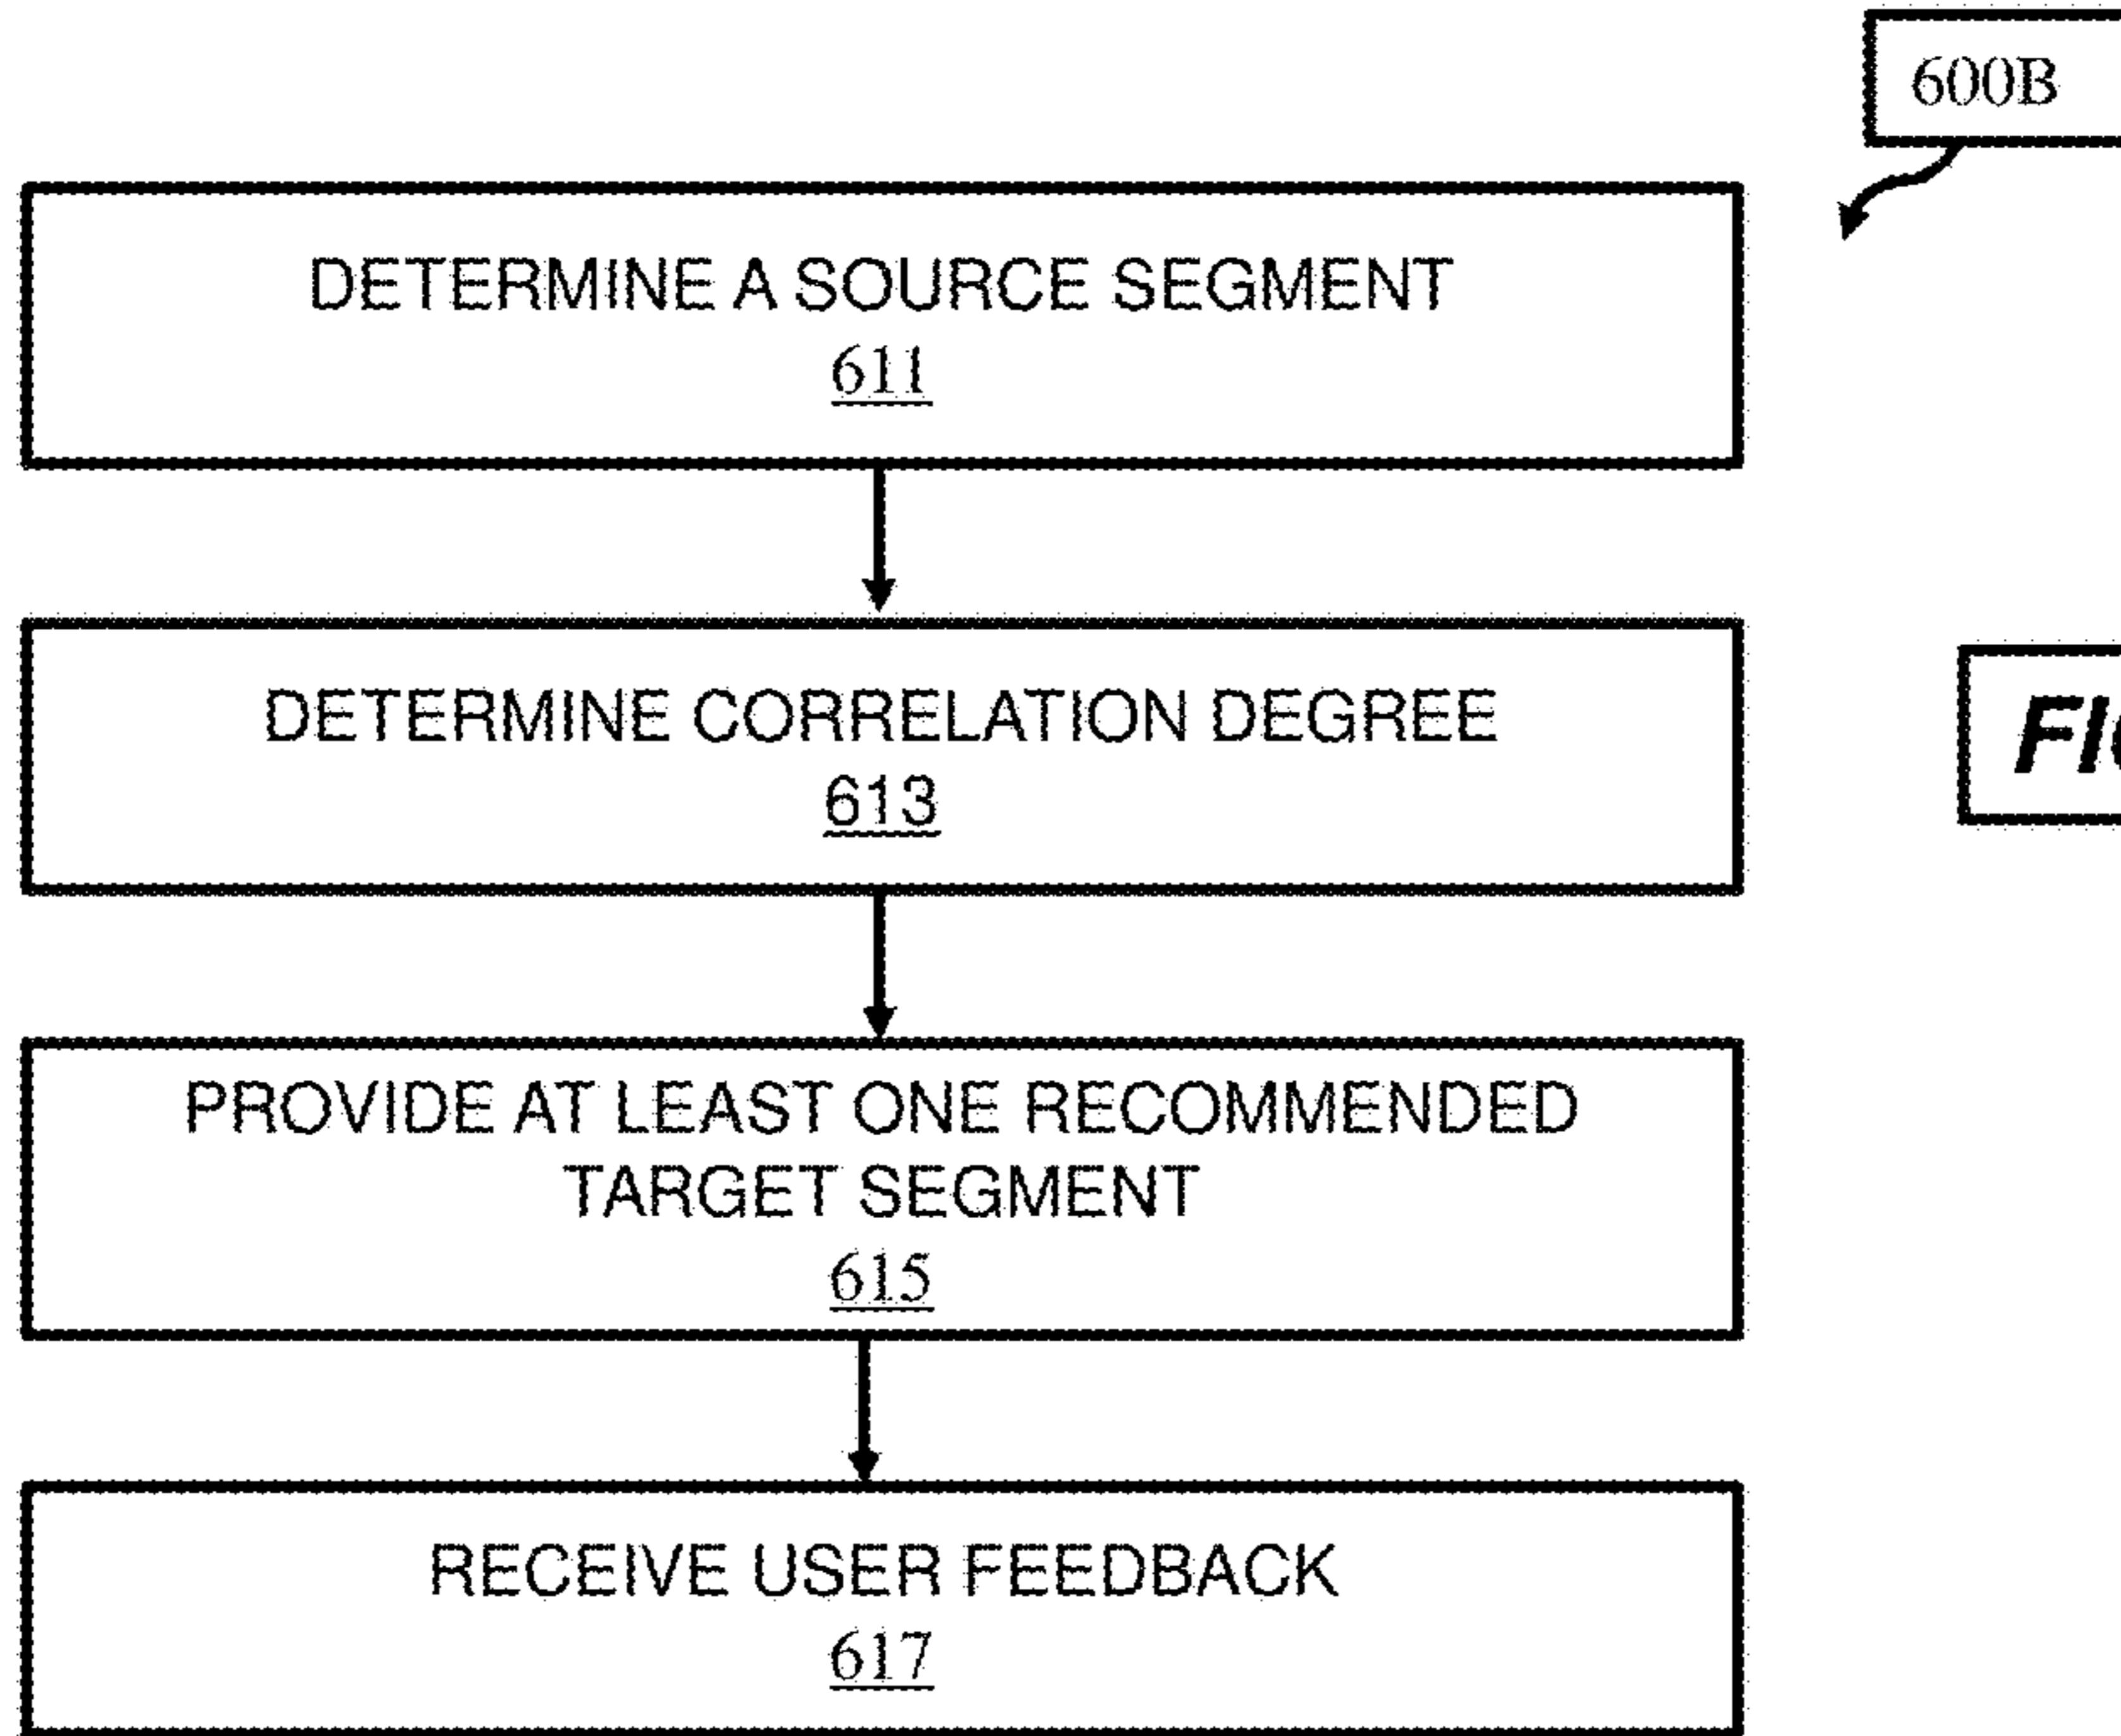 600B
DETERMINE A SOURCE SEGMENT
611
DETERMINE CORRELATION DEGREE
613
PROVIDE AT LEAST ONE RECOMMENDED
TARGET SEGMENT
615
RECEIVE USER FEEDBACK
617